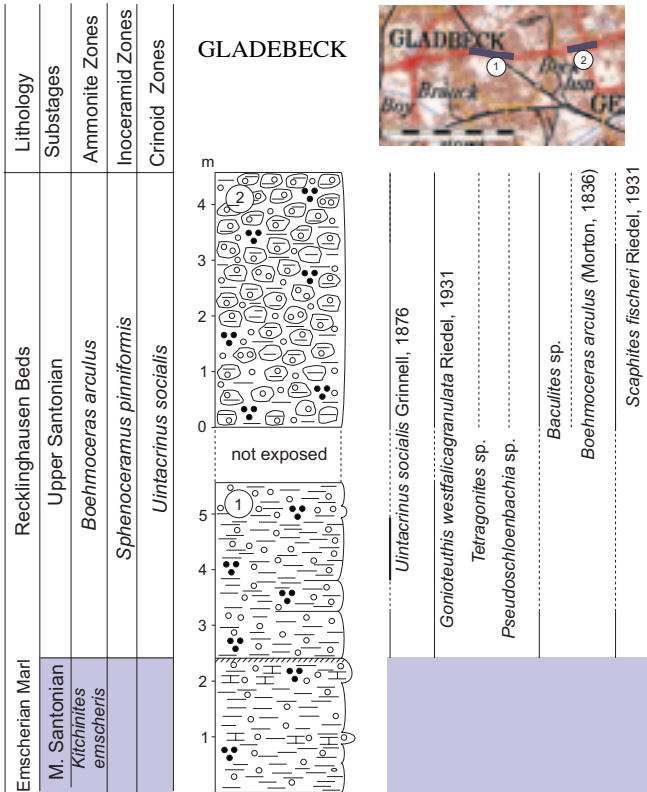 Lithology
Substages
Ammonite Zones
Inoceramid Zones
Crinoid Zones
GLADEBECK
GLADBECK
1
2
Braack
Boy
GE
m
4
3
2
1
0
2
not exposed
5
4
3
2
1
1
Recklinghausen Beds
Upper Santonian
Boehmoceras arculus
Sphenoceramus pinniformis
Uintacrinus socialis
Emscherian Marl
M. Santonian
Kitchinites
emscheris
Uintacrinus socialis Grinnell, 1876
Gonioteuthis westfalicagranulata Riedel, 1931
Tetragonites sp.
Pseudoschloenbachia sp.
Baculites sp.
Boehmoceras arculus (Morton, 1836)
Scaphites fischeri Riedel, 1931